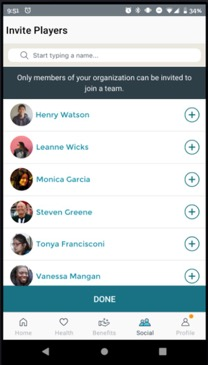 9:51 34%
Invite Players
Start typing a name...
Only members of your organization can be invited to
join a team.
Henry Watson
Leanne Wicks
Monica Garcia
Steven Greene
Tonya Francisconi
Vanessa Mangan
DONE
Home Health Benefits Social Profile